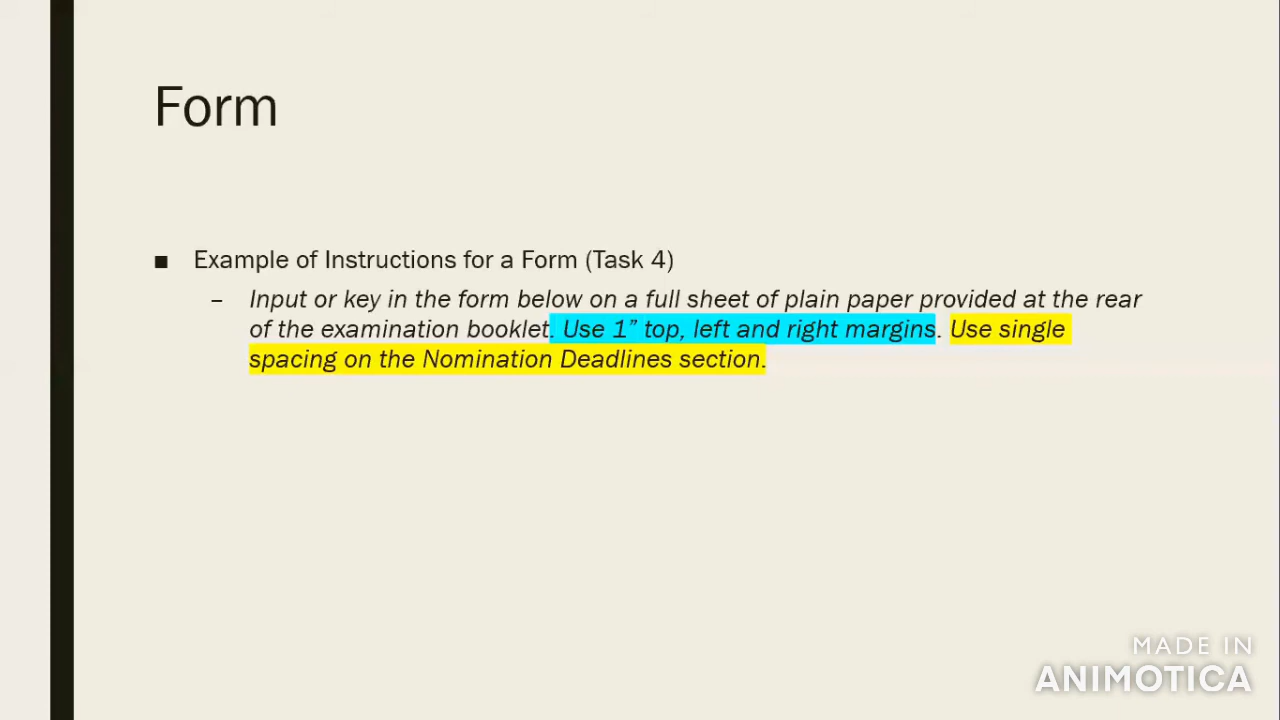 Form
■ Example of Instructions for a Form (Task 4)
– Input or key in the form below on a full sheet of plain paper provided at the rear
of the examination booklet. Use 1” top, left and right margins. Use single
spacing on the Nomination Deadlines section.
MADE IN
ANIMOTICA